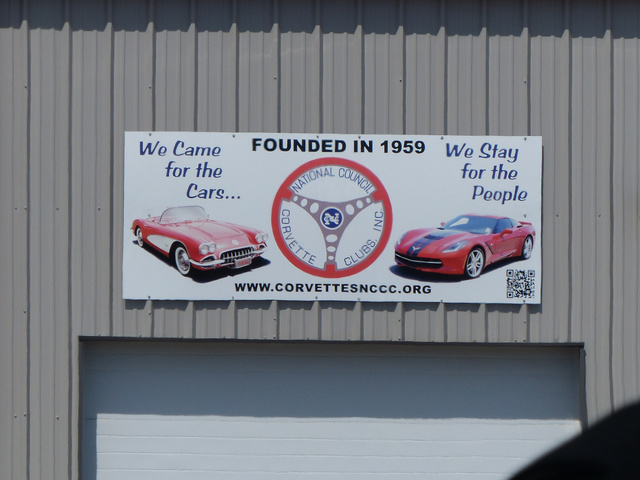 We Came
for the
Cars...
FOUNDED IN 1959
We Stay
for the
People
NATIONAL COUNCIL
CORVETTE
CLUBS, INC.
WWW.CORVETTESNCCC.ORG